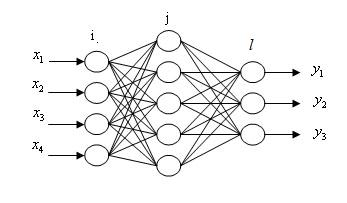 i j l
x₁ y₁
x₂ y₂
x₃ y₃
x₄